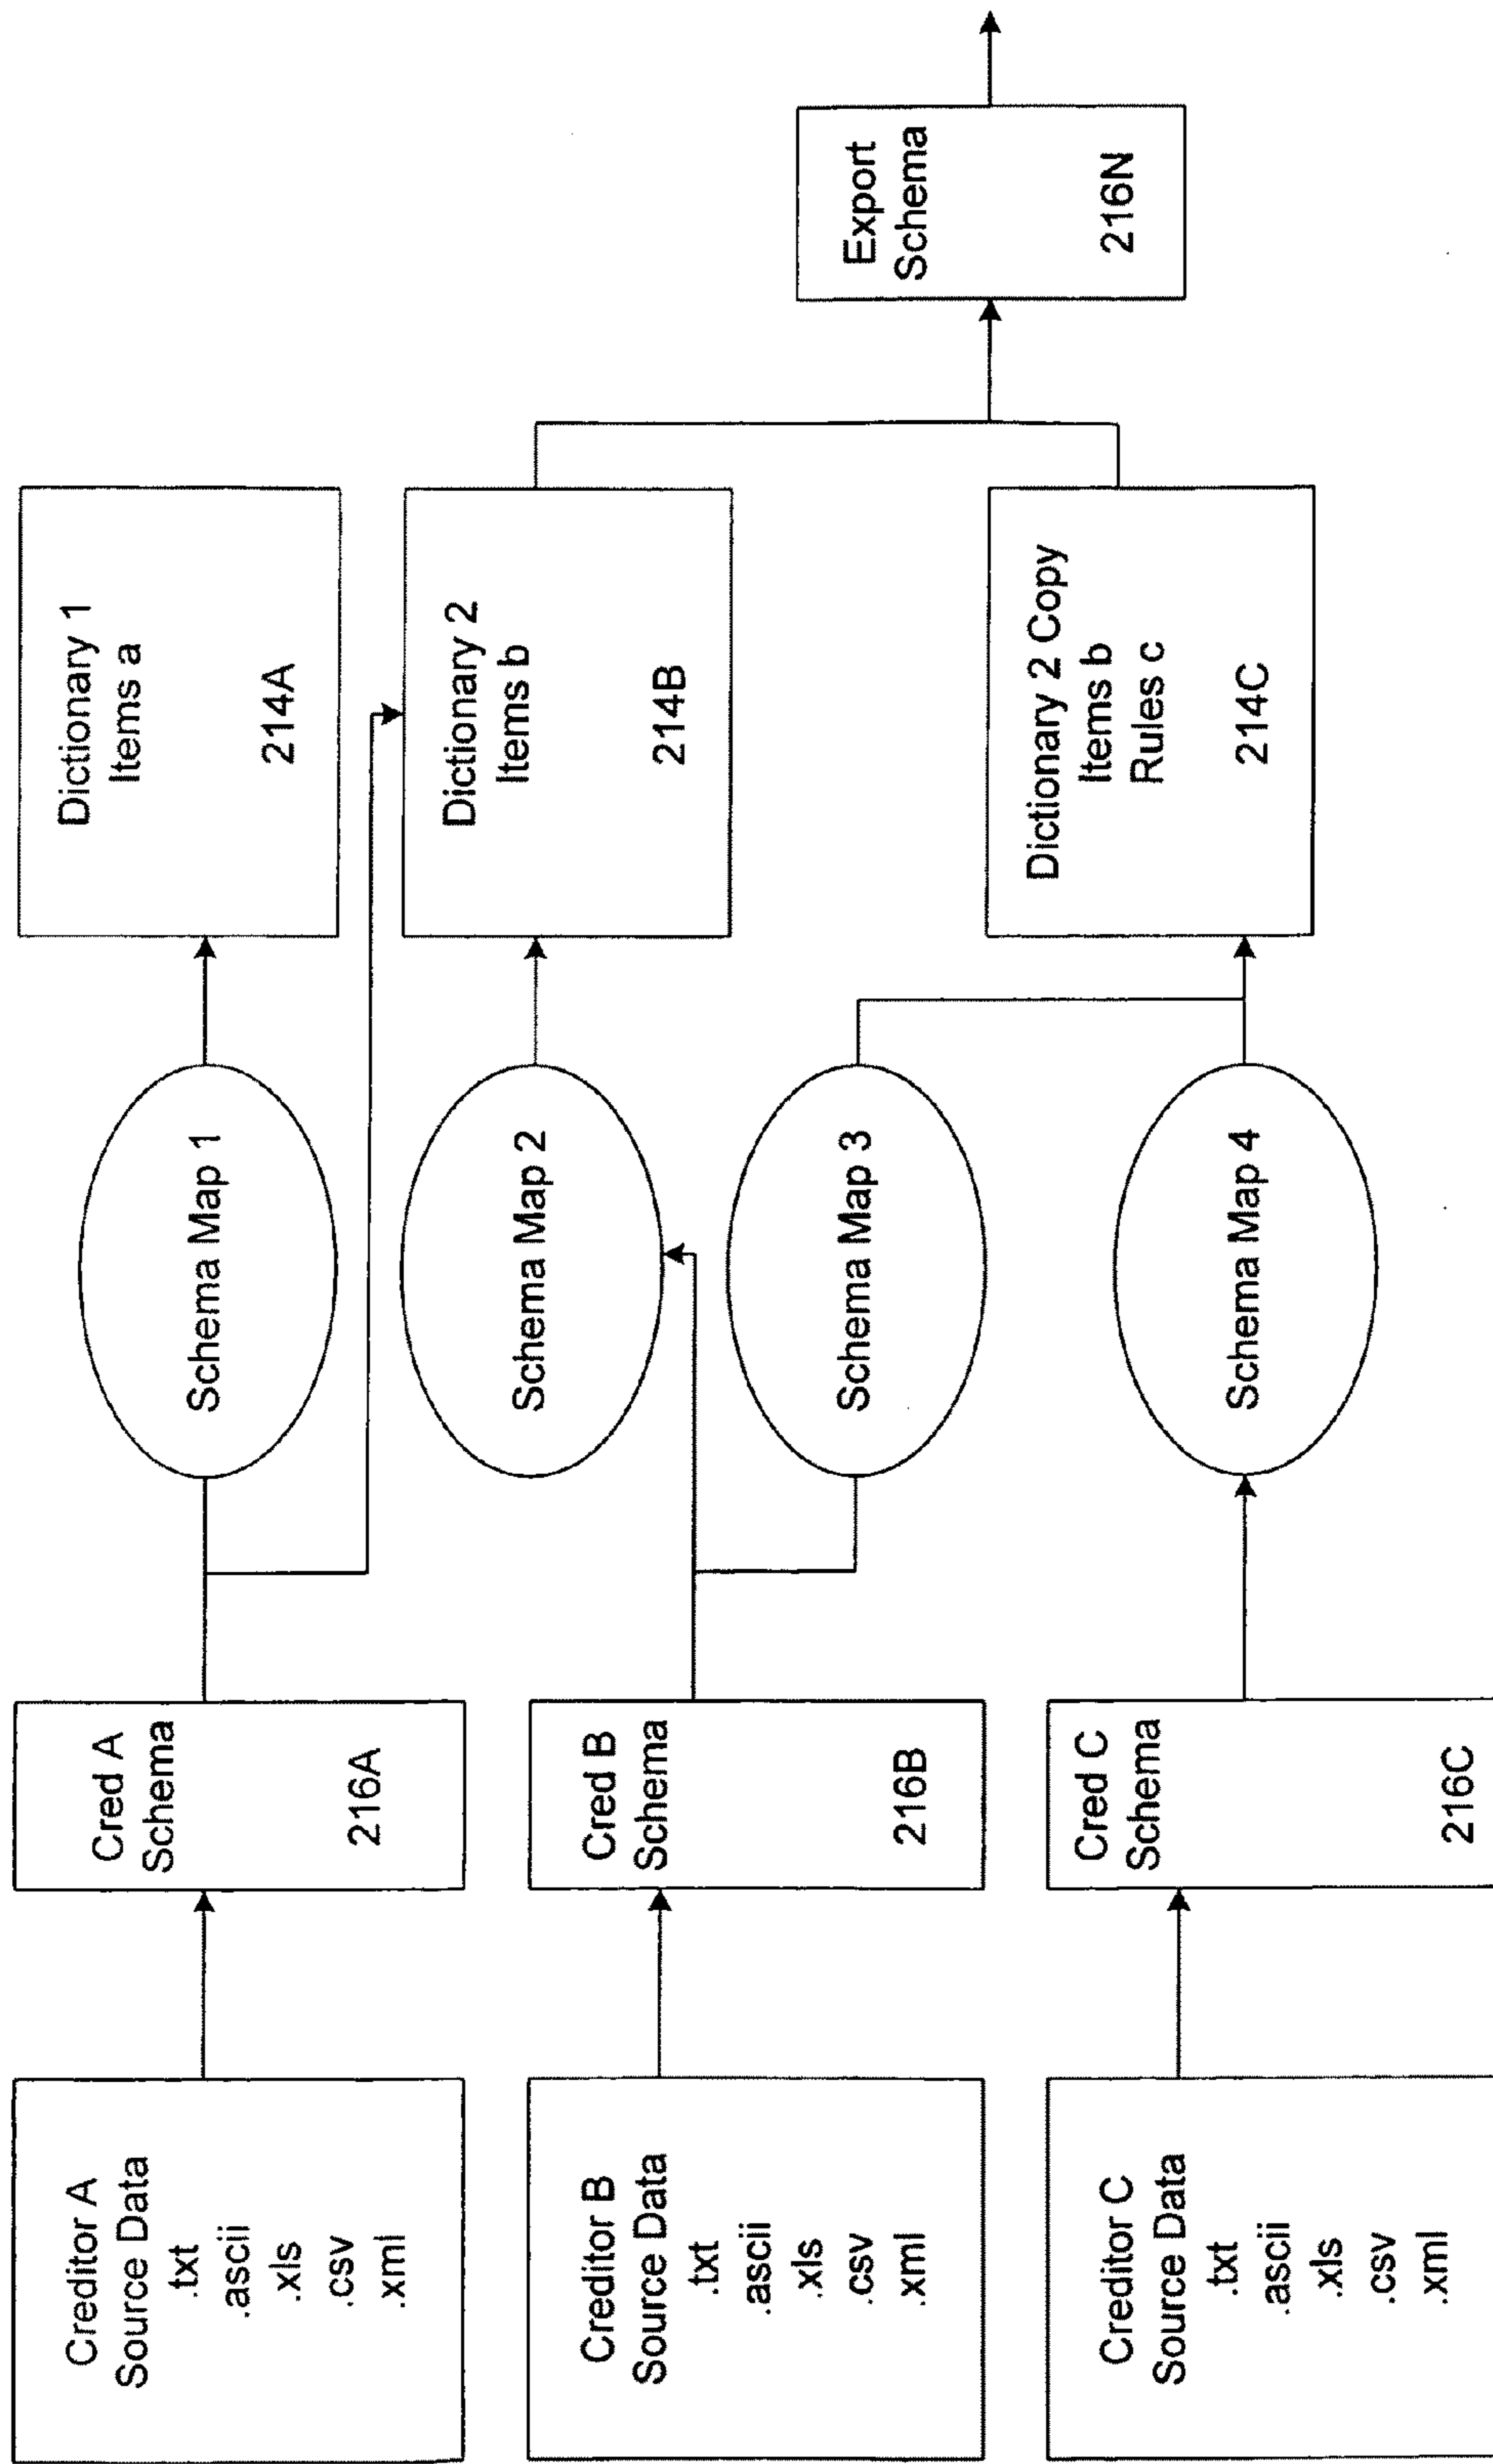 Creditor A
Source Data
.txt
.ascii
.xls
.csv
.xml
Cred A
Schema
216A
Schema Map 1
Dictionary 1
Items a
214A
Creditor B
Source Data
.txt
.ascii
.xls
.csv
.xml
Cred B
Schema
216B
Schema Map 2
Dictionary 2
Items b
214B
Schema Map 3
Creditor C
Source Data
.txt
.ascii
.xls
.csv
.xml
Cred C
Schema
216C
Schema Map 4
Dictionary 2 Copy
Items b
Rules c
214C
Export
Schema
216N